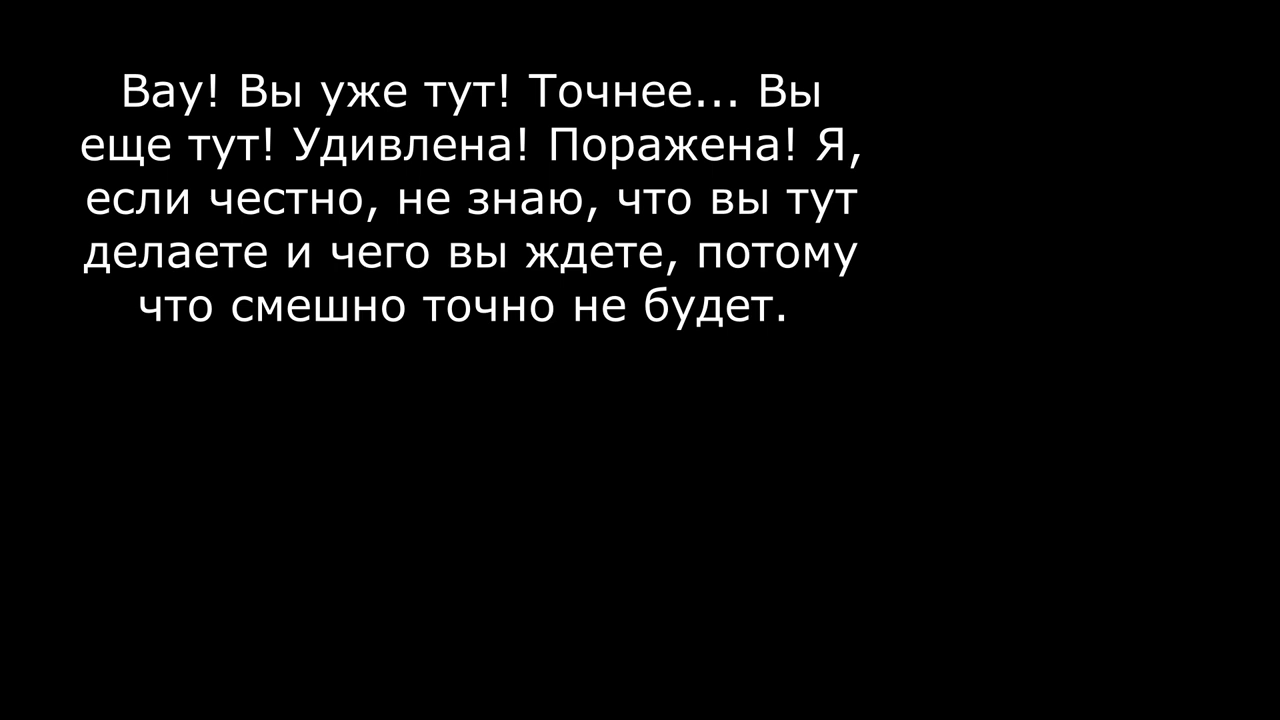 Вау! Вы уже тут! Точнее... Вы
еще тут! Удивлена! Поражена! Я,
если честно, не знаю, что вы тут
делаете и чего вы ждете, потому
что смешно точно не будет.